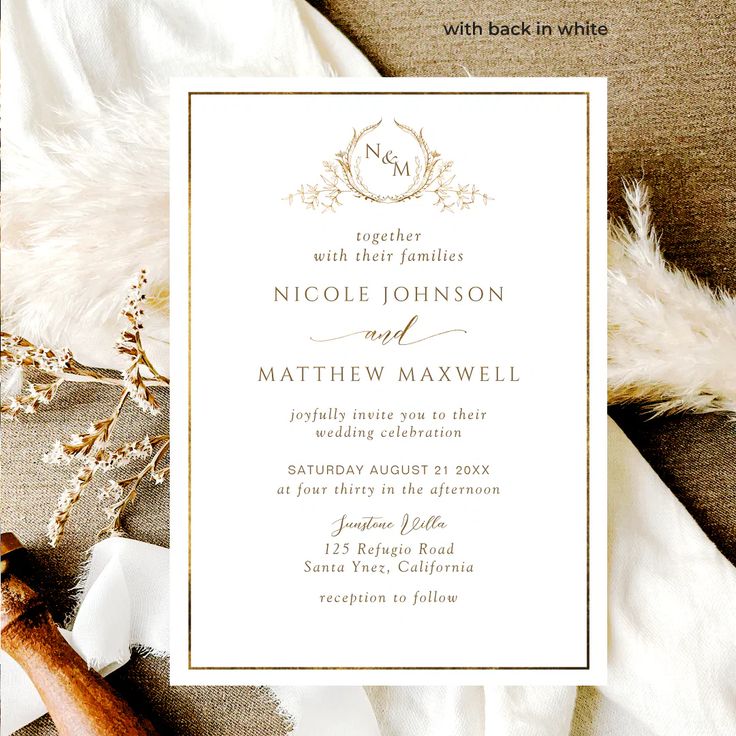 with back in white
N&M
together
with their families
NICOLE JOHNSON
and
MATTHEW MAXWELL
joyfully invite you to their
wedding celebration
SATURDAY AUGUST 21 20XX
at four thirty in the afternoon
Sunstone Villa
125 Refugio Road
Santa Ynez, California
reception to follow